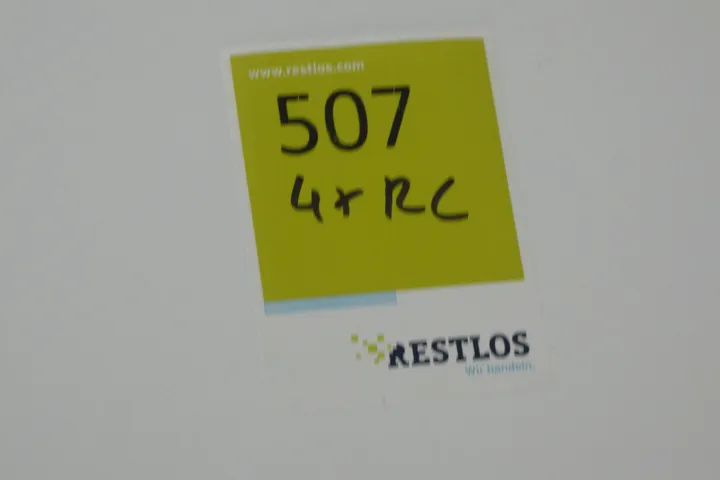 www.restlos.com
507
4x RC
RESTLOS
Wir handeln.